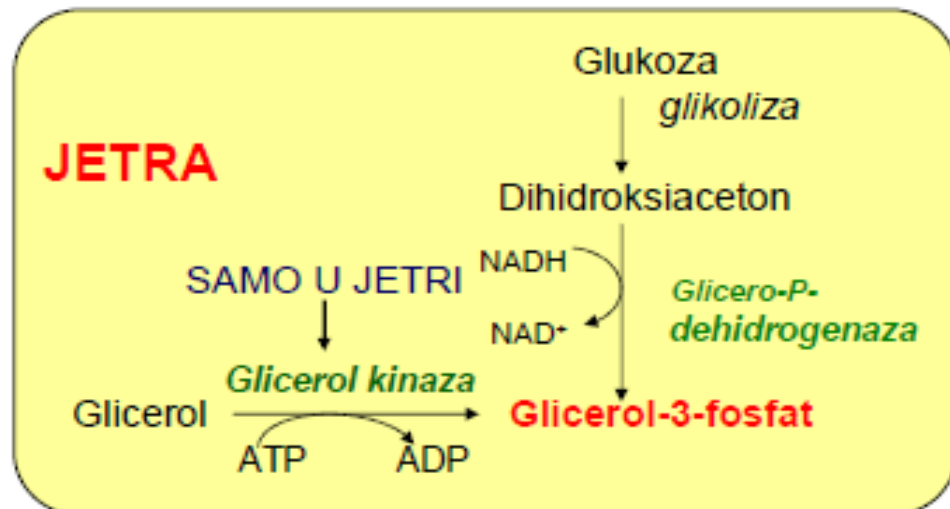 Glukoza
glikoliza
JETRA
Dihidroksiaceton
NADH
SAMO U JETRI
Glicero-P-
dehidrogenaza
NAD⁺
Glicerol kinaza
Glicerol
Glicerol-3-fosfat
ATP
ADP